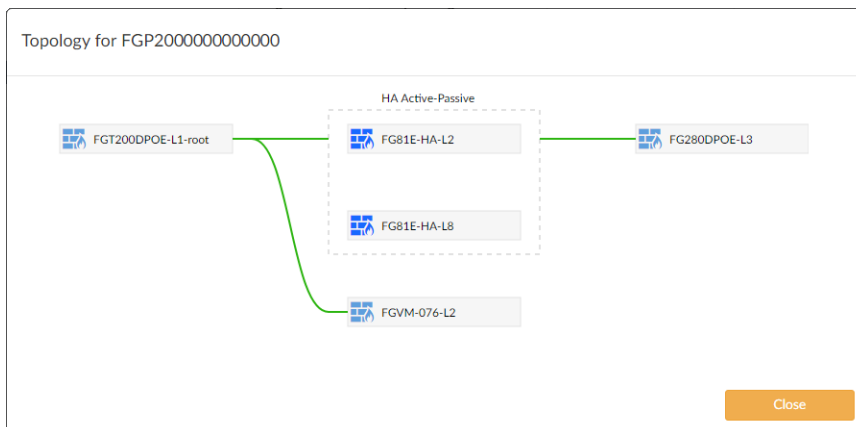 Topology for FGP2000000000000
HA Active-Passive
FGT200DPOE-L1-root
FG81E-HA-L2
FG280DPOE-L3
FG81E-HA-L8
FGVM-076-L2
Close